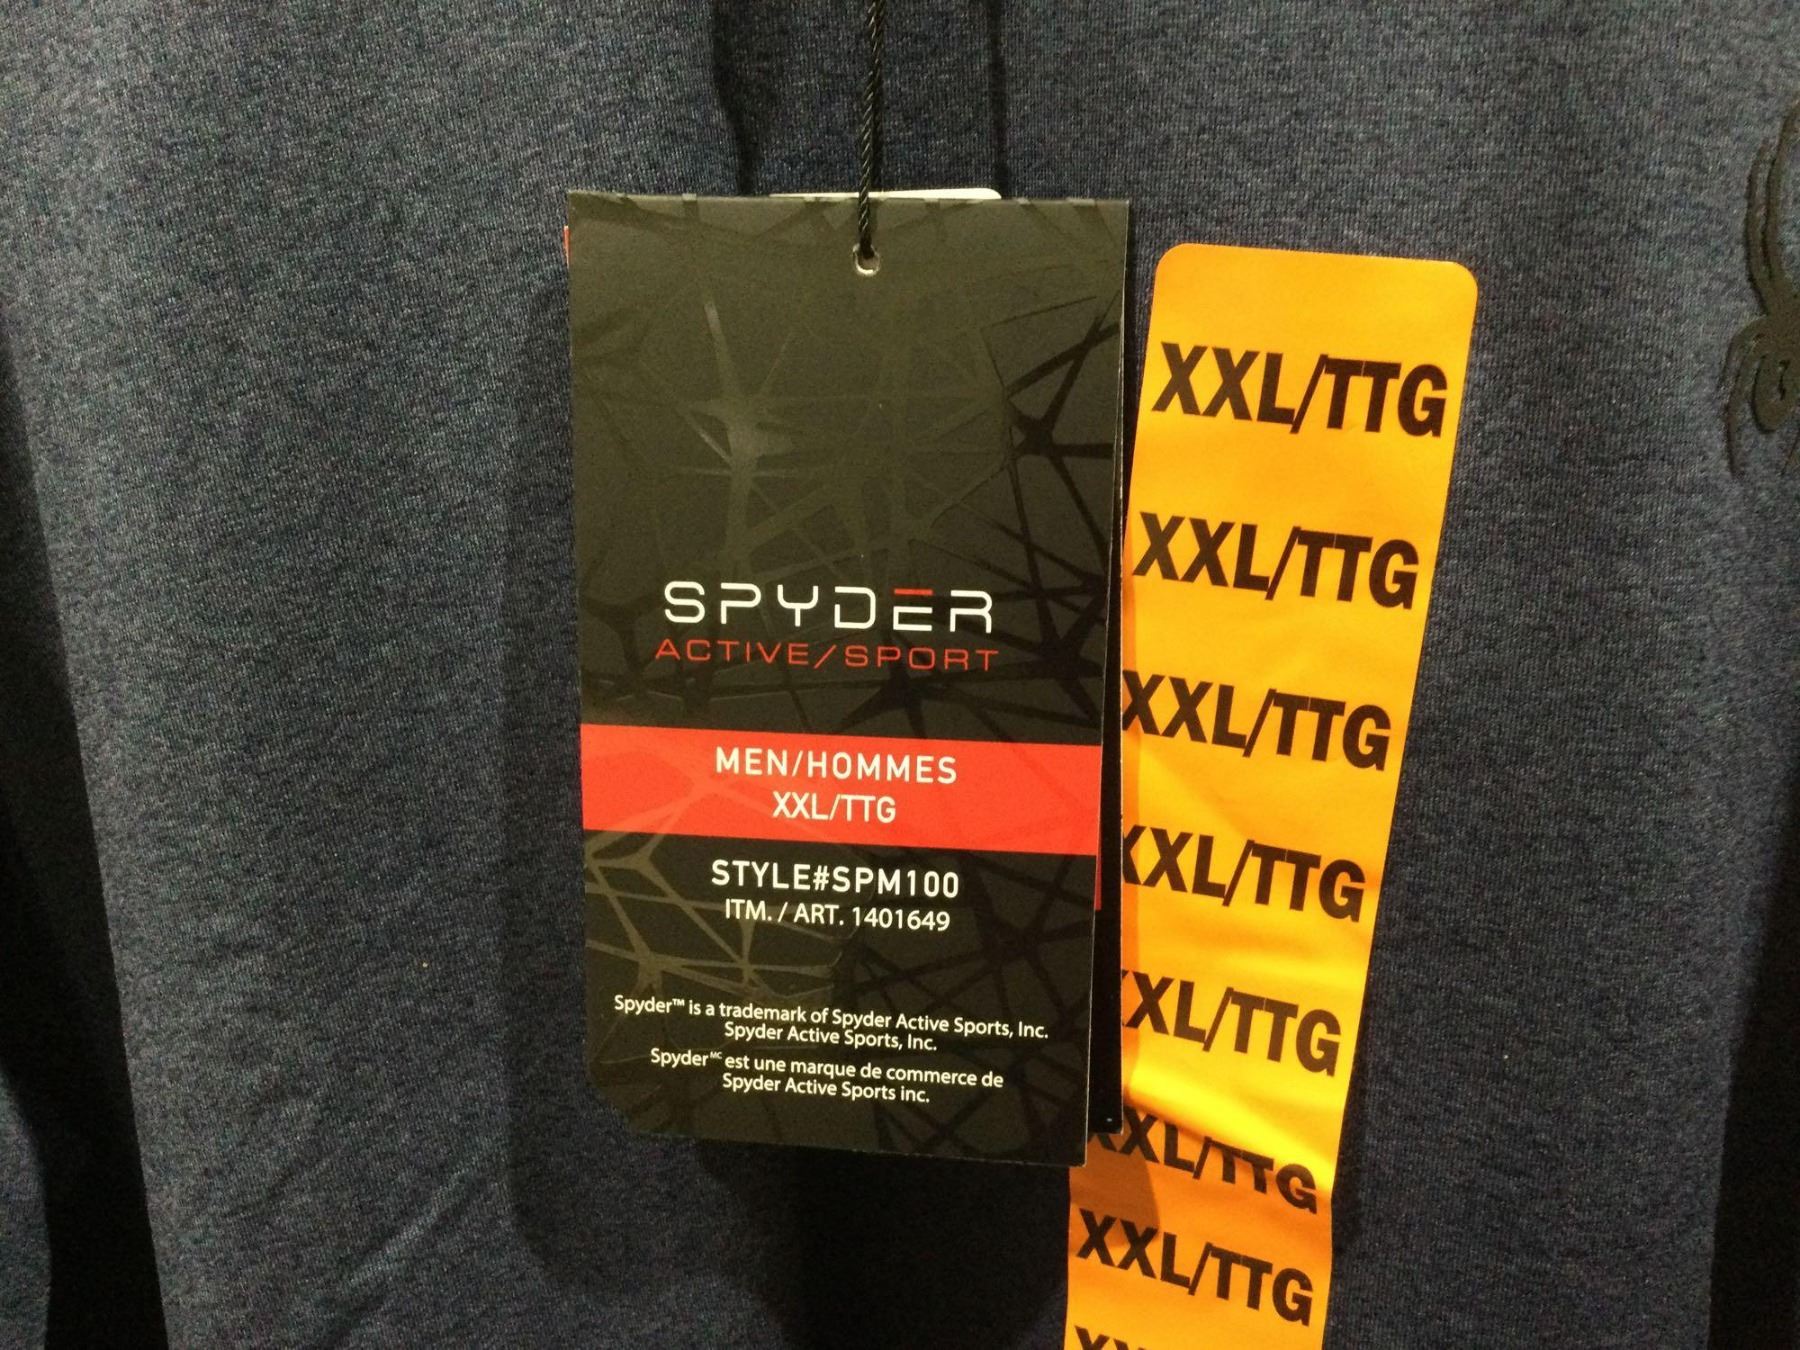 SPYDER
ACTIVE/SPORT
MEN/HOMMES
XXL/TTG
STYLE#SPM100
ITM. / ART. 1401649
Spyder™ is a trademark of Spyder Active Sports, Inc.
Spyder Active Sports, Inc.
Spyder MC est une marque de commerce de
Spyder Active Sports inc.
XXL/TTG
XXL/TTG
XXL/TTG
XXL/TTG
XXL/TTG
XXL/TTG
XXL/TTG